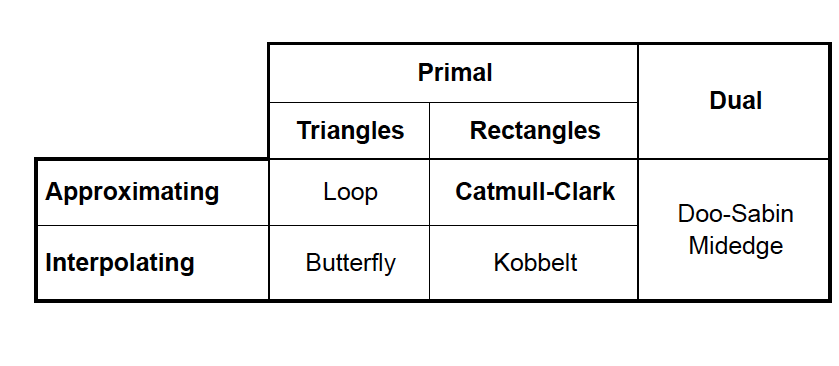 Primal
Dual
Triangles
Rectangles
Approximating
Loop
Catmull-Clark
Doo-Sabin
Midedge
Interpolating
Butterfly
Kobbelt